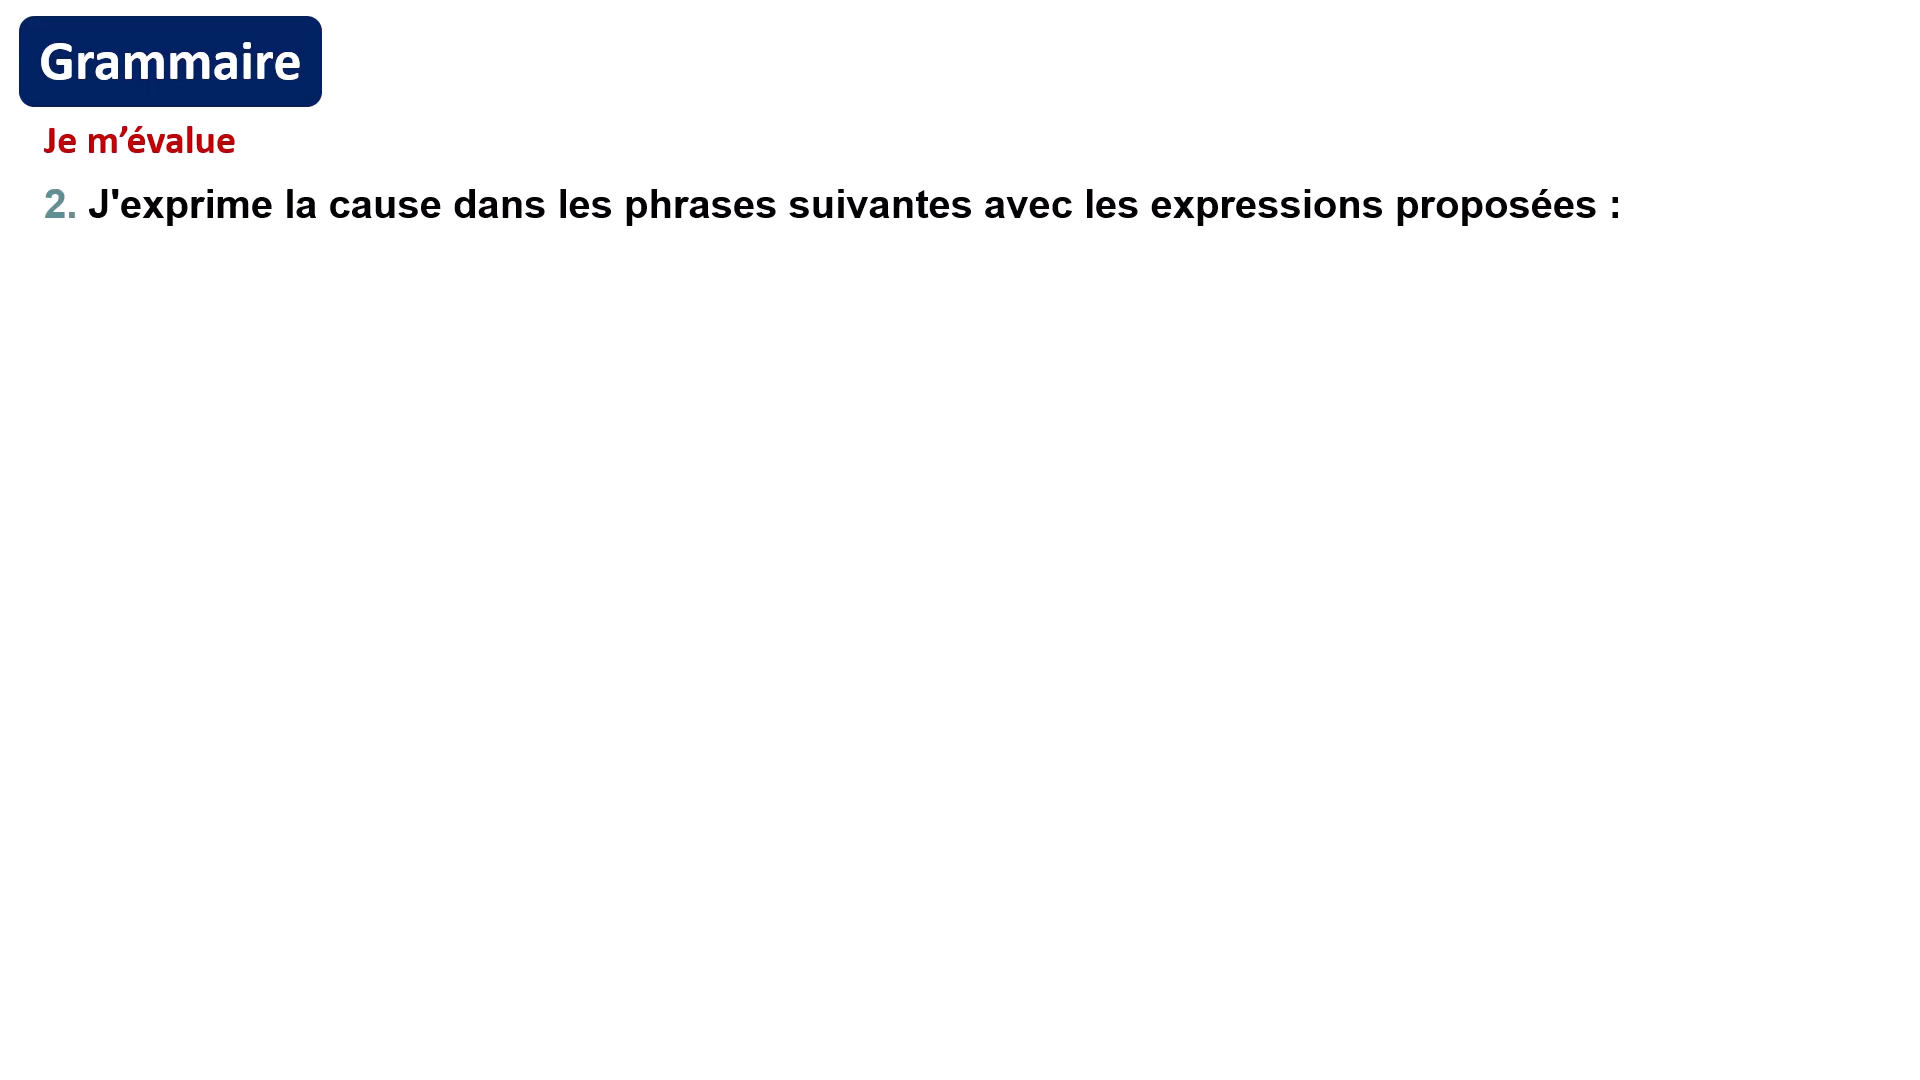 Grammaire
Je m’évalue
2. J'exprime la cause dans les phrases suivantes avec les expressions proposées :